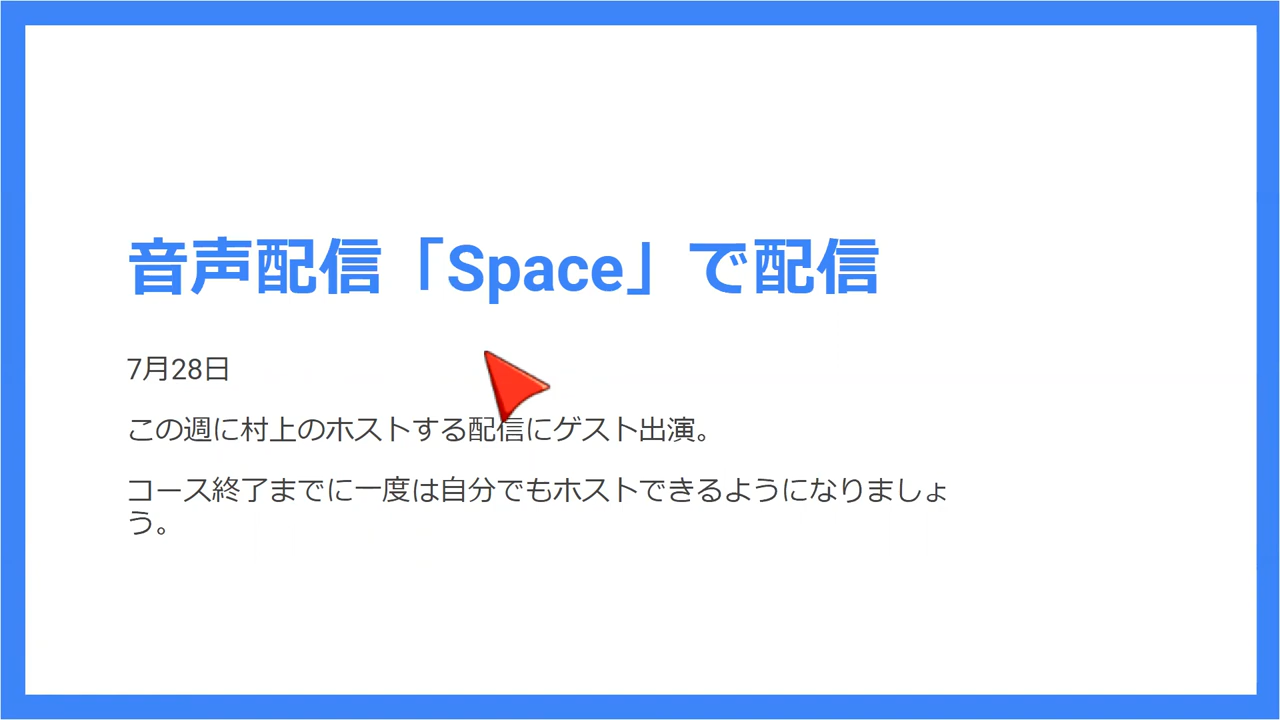 音声配信「Space」で配信
7月28日
この週に村上のホストする配信にゲスト出演。
コース終了までに一度は自分でもホストできるようになりましょ
う。